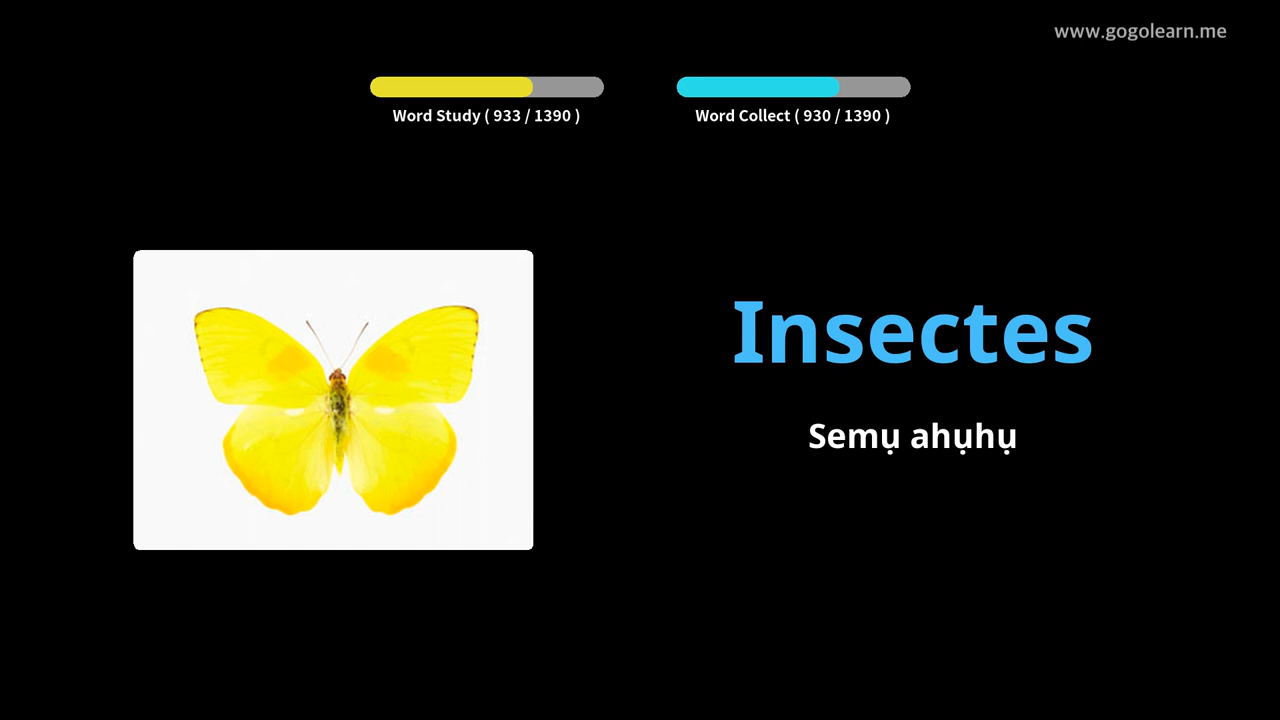 www.gogolearn.me
Word Study ( 933 / 1390 )
Word Collect ( 930 / 1390 )
Insectes
Semụ ahụhụ